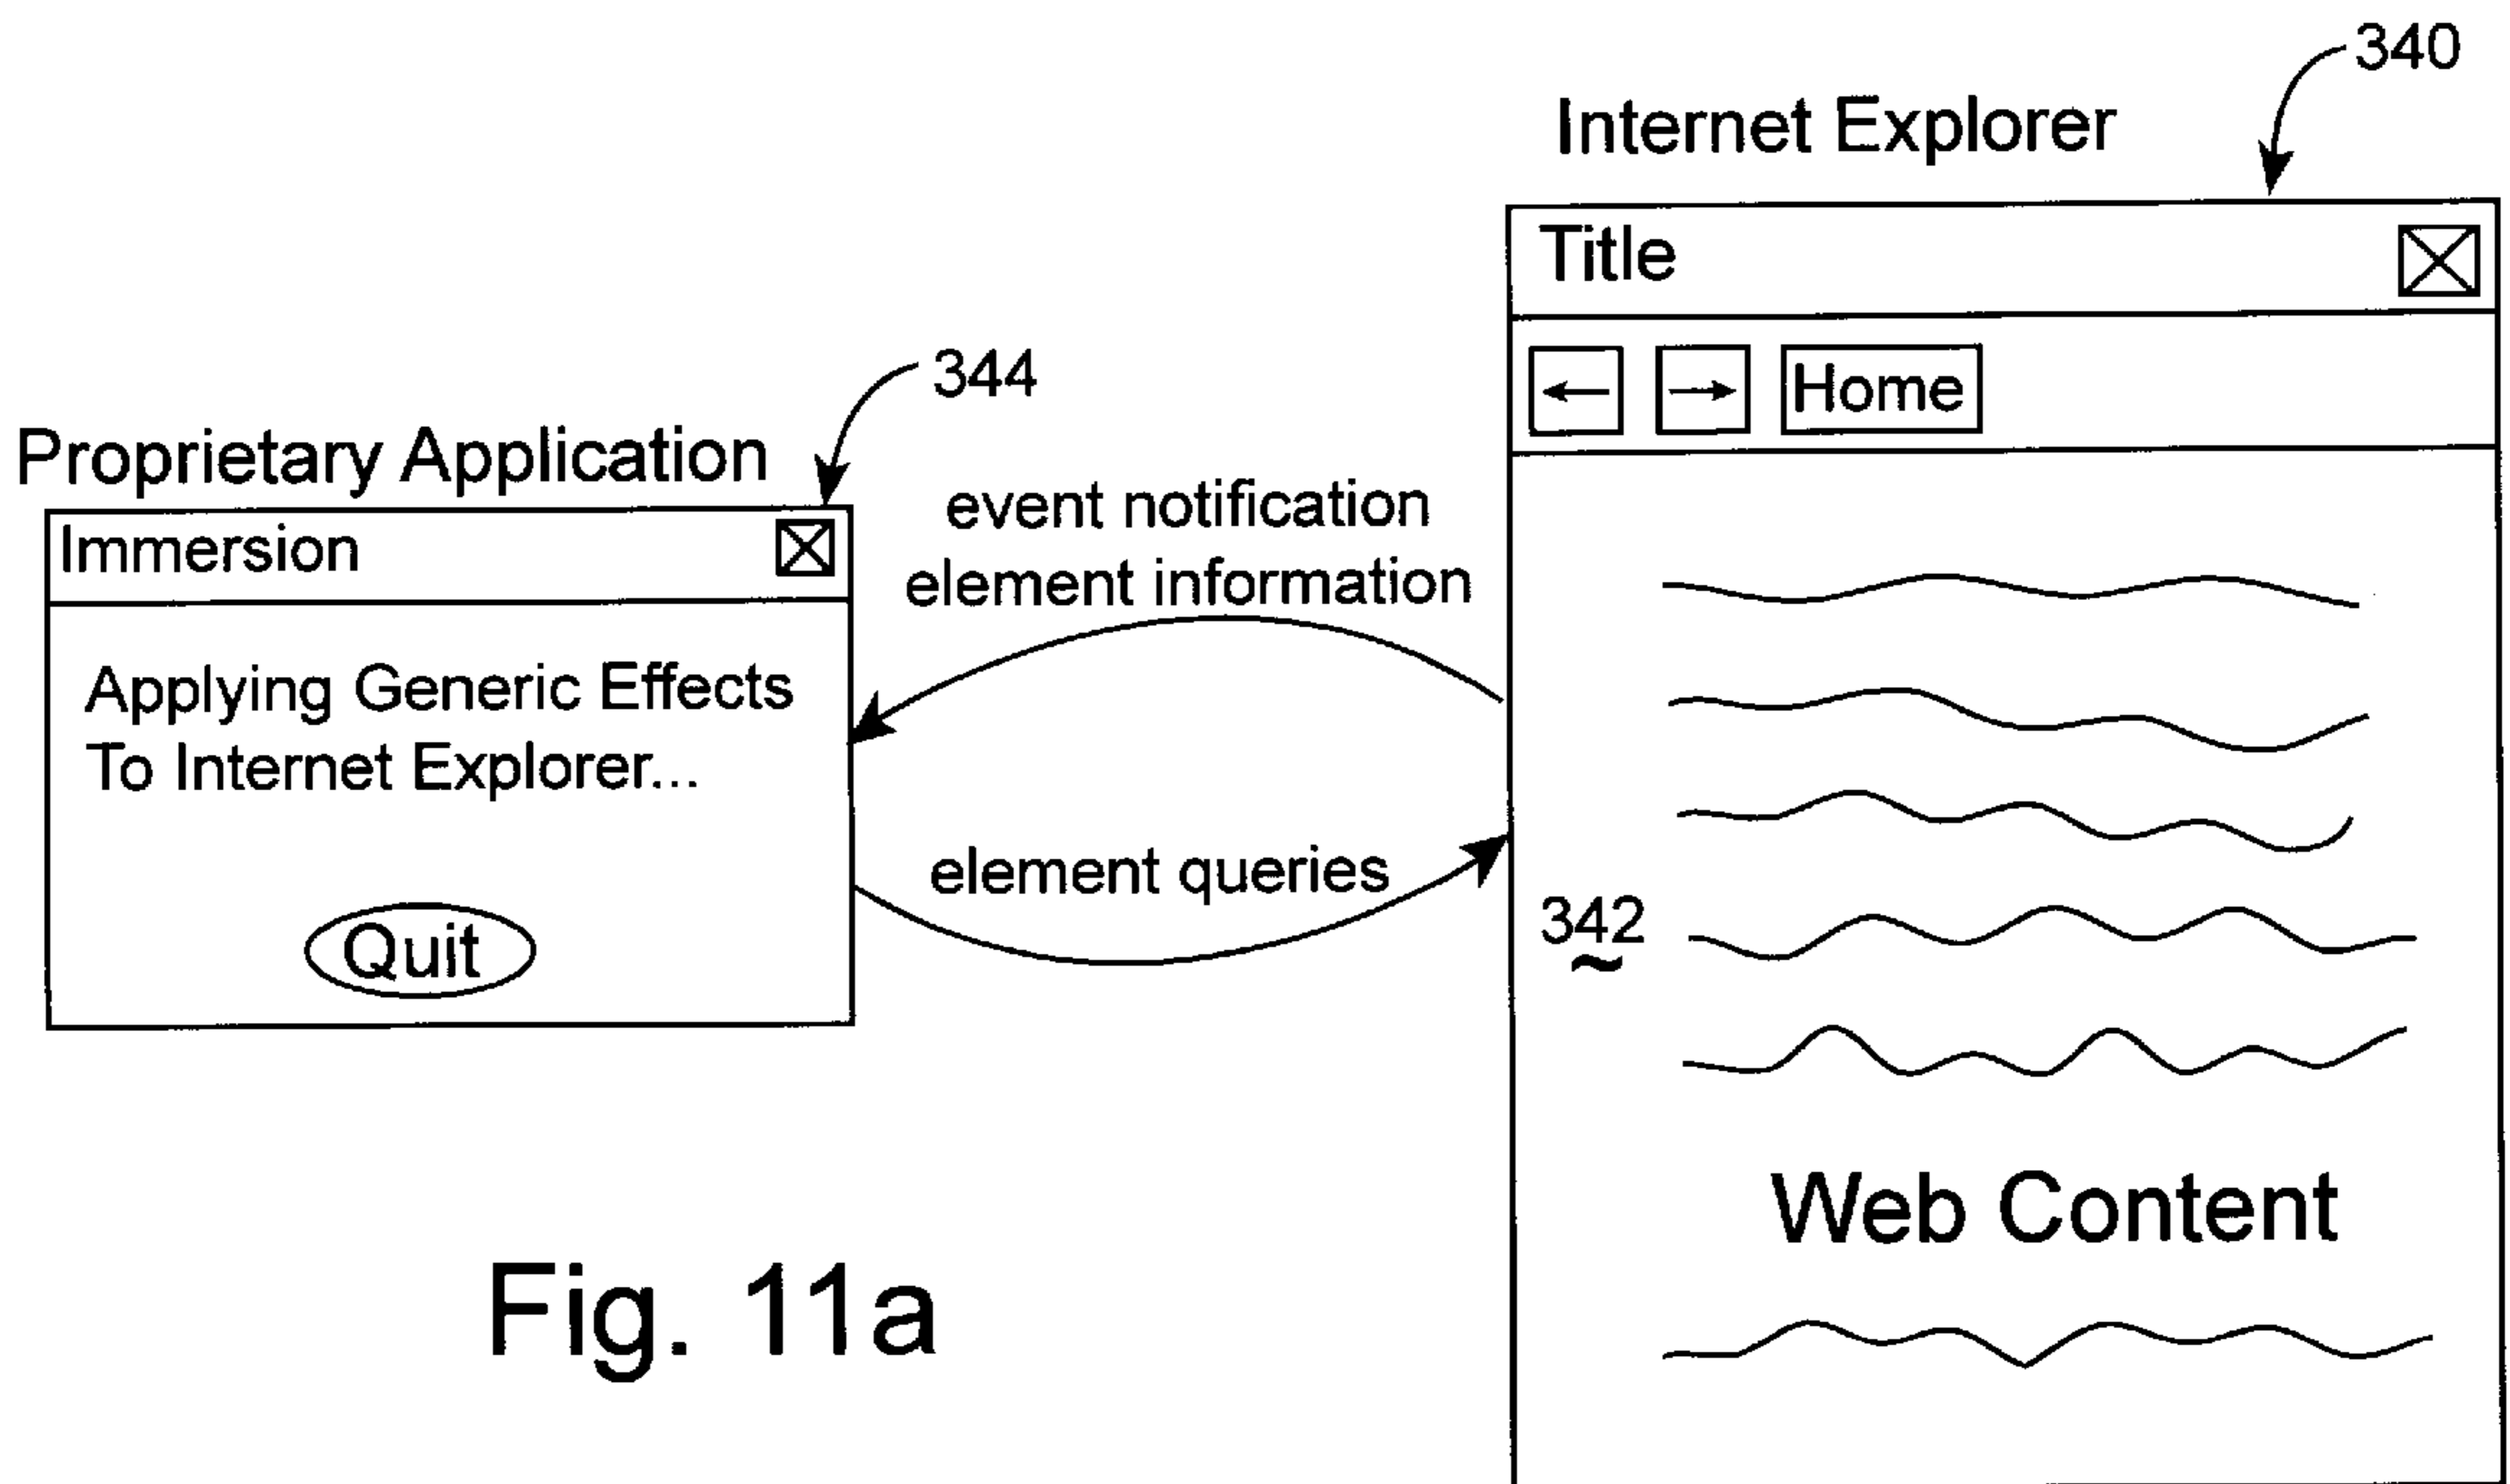 340
Internet Explorer
Title
Home
344
Proprietary Application
Immersion
Applying Generic Effects
To Internet Explorer...
Quit
event notification
element information
element queries
342
Web Content
Fig. 11a